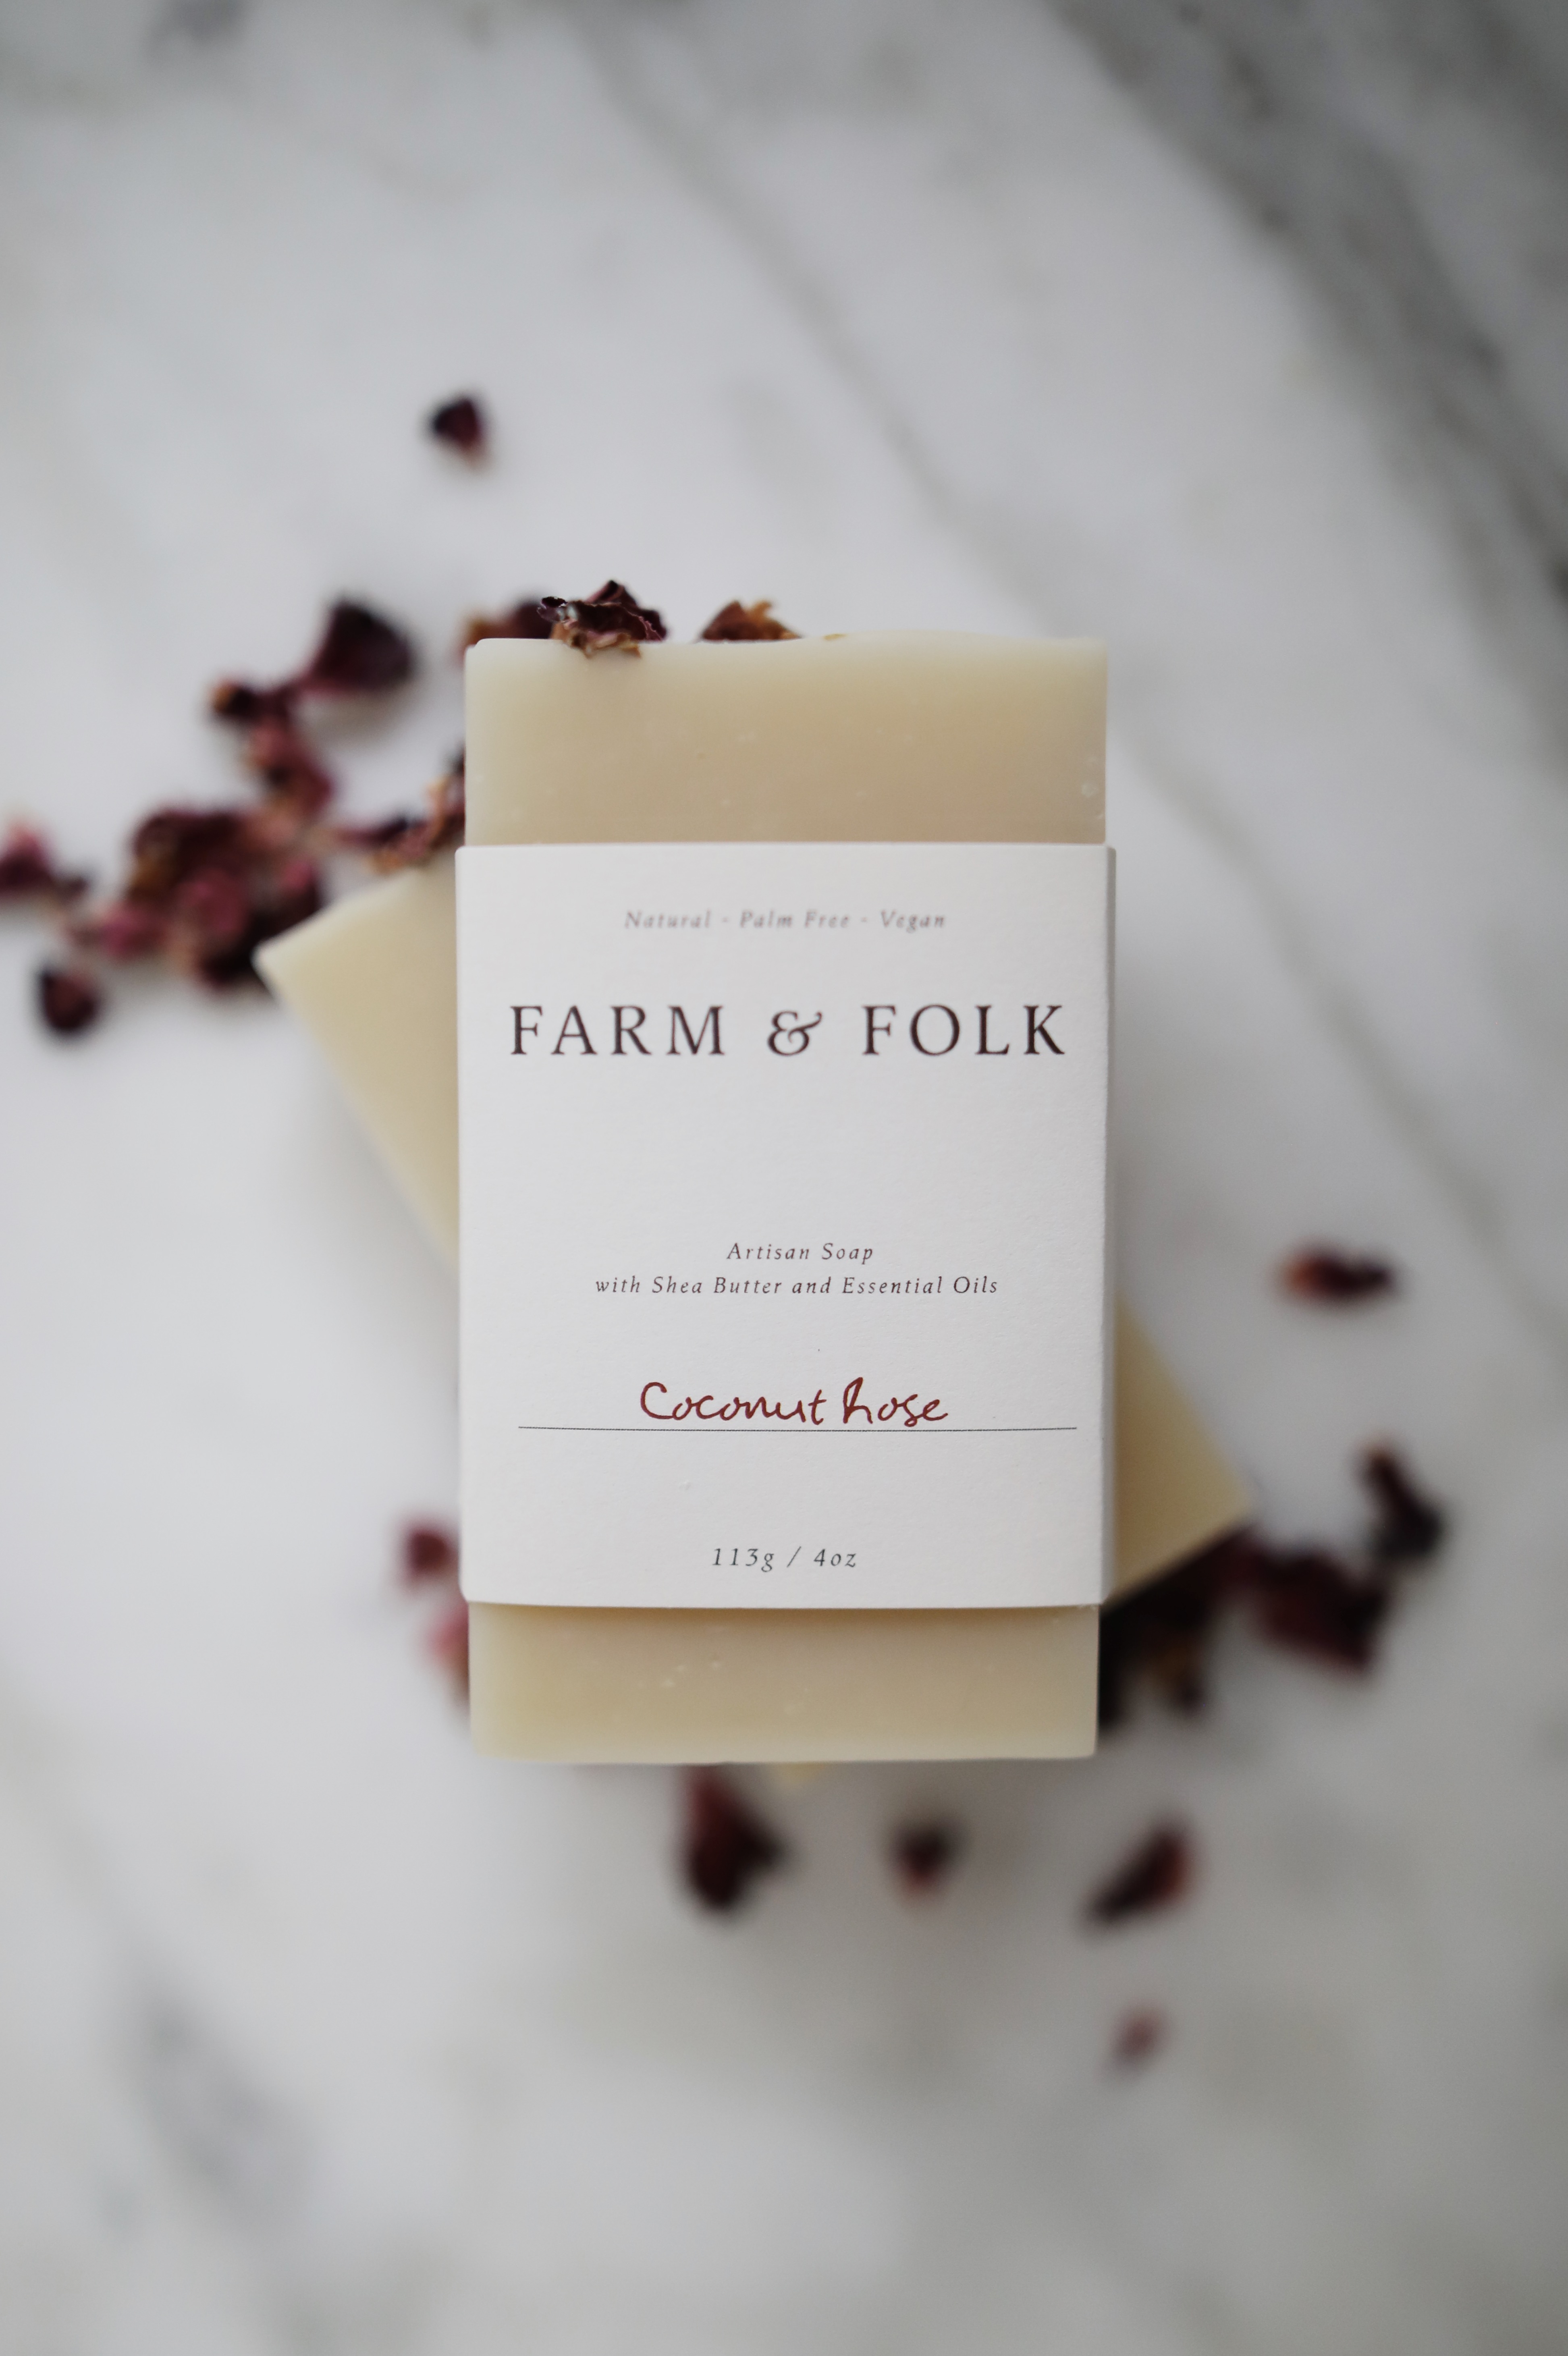 Natural - Palm Free - Vegan
FARM & FOLK
Artisan Soap
with Shea Butter and Essential Oils
Coconut Rose
113g / 4oz